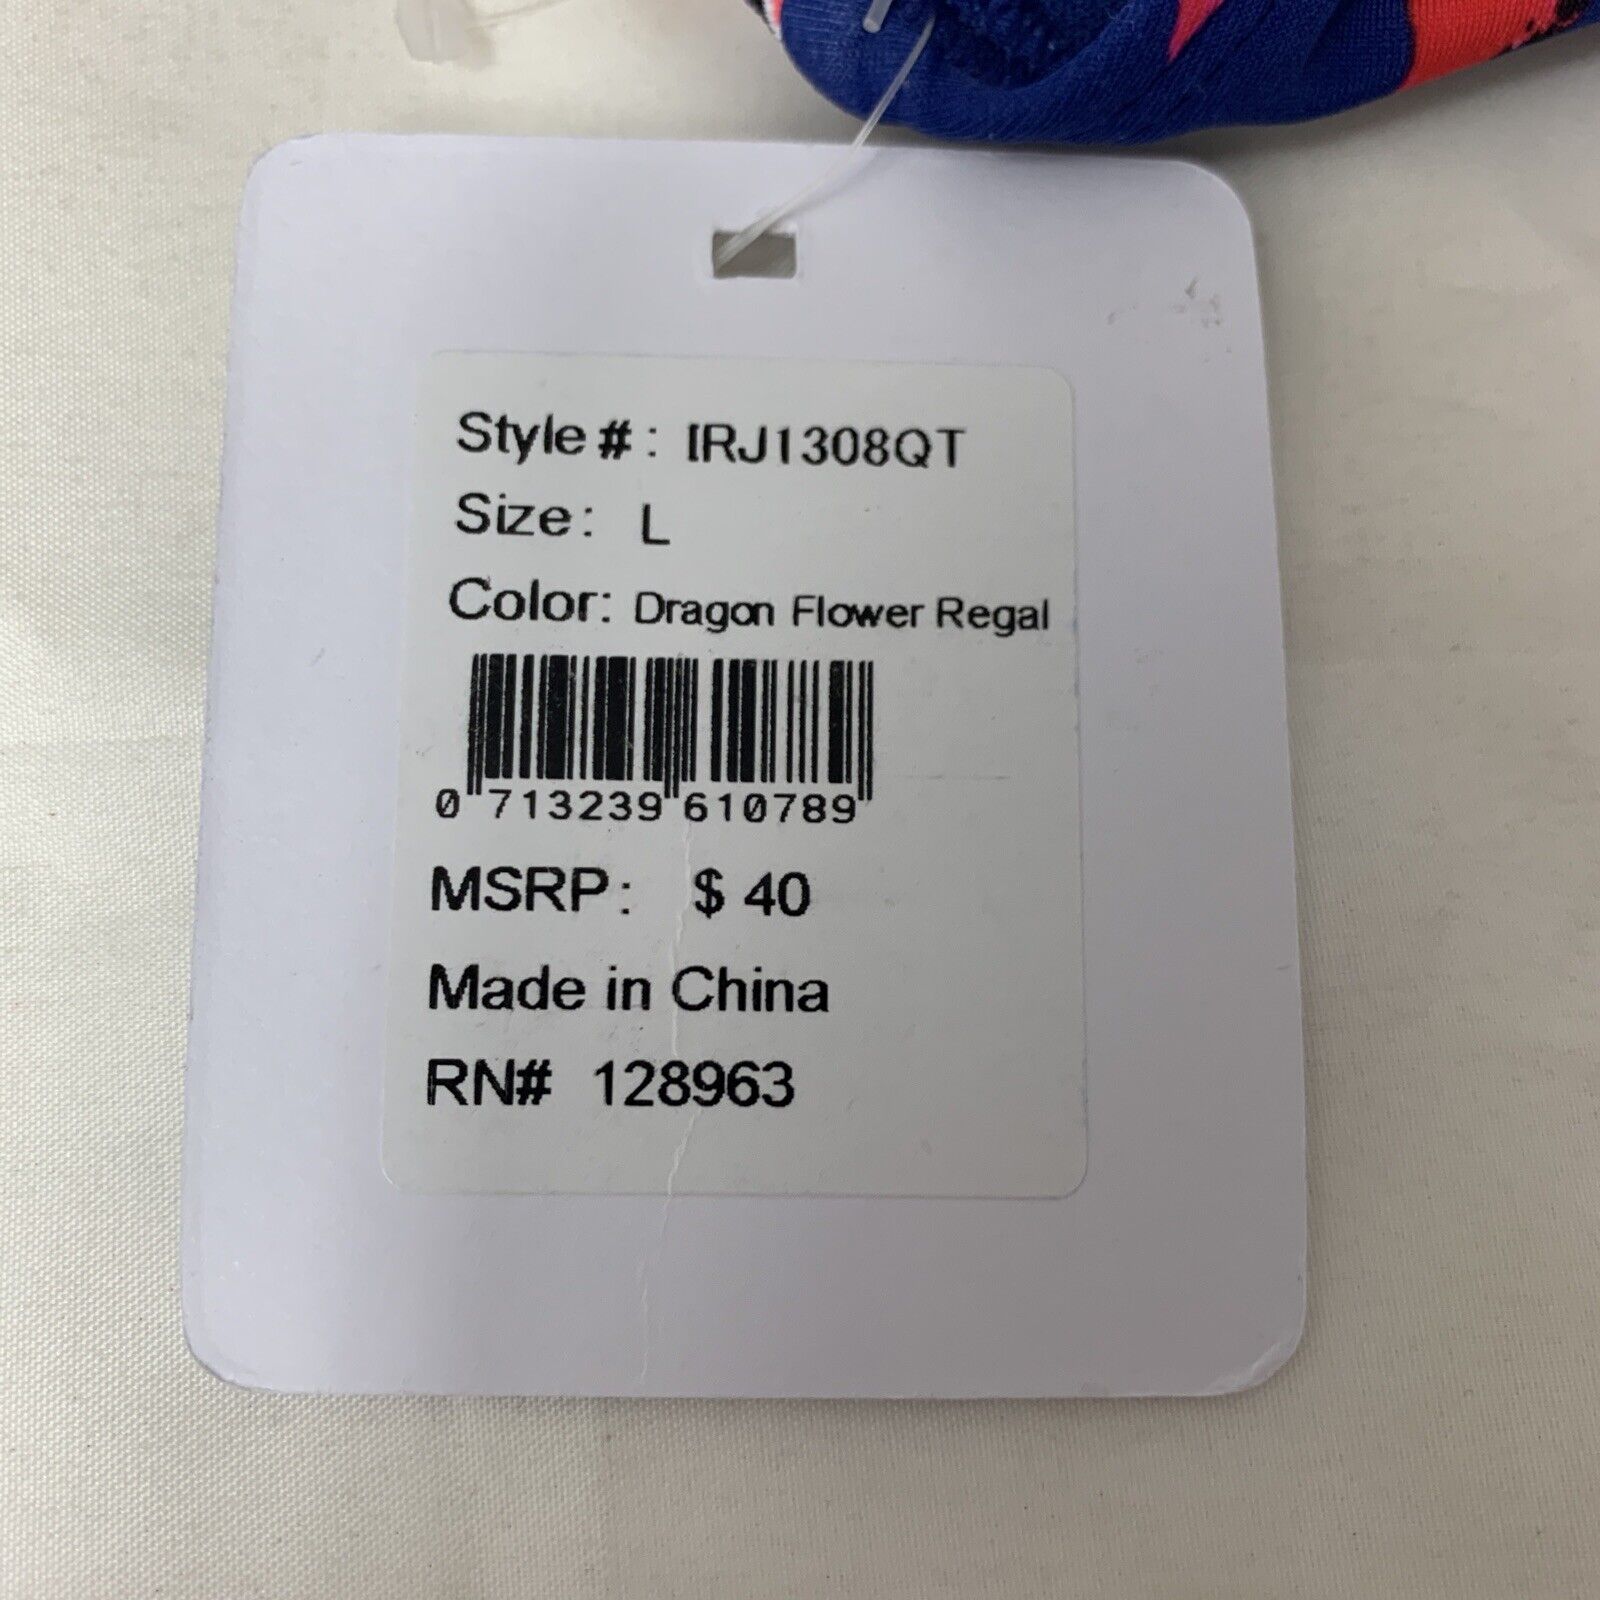 Style #: IRJ1308QT
Size: L
Color: Dragon Flower Regal
0 713239 610789
MSRP: $ 40
Made in China
RN# 128963